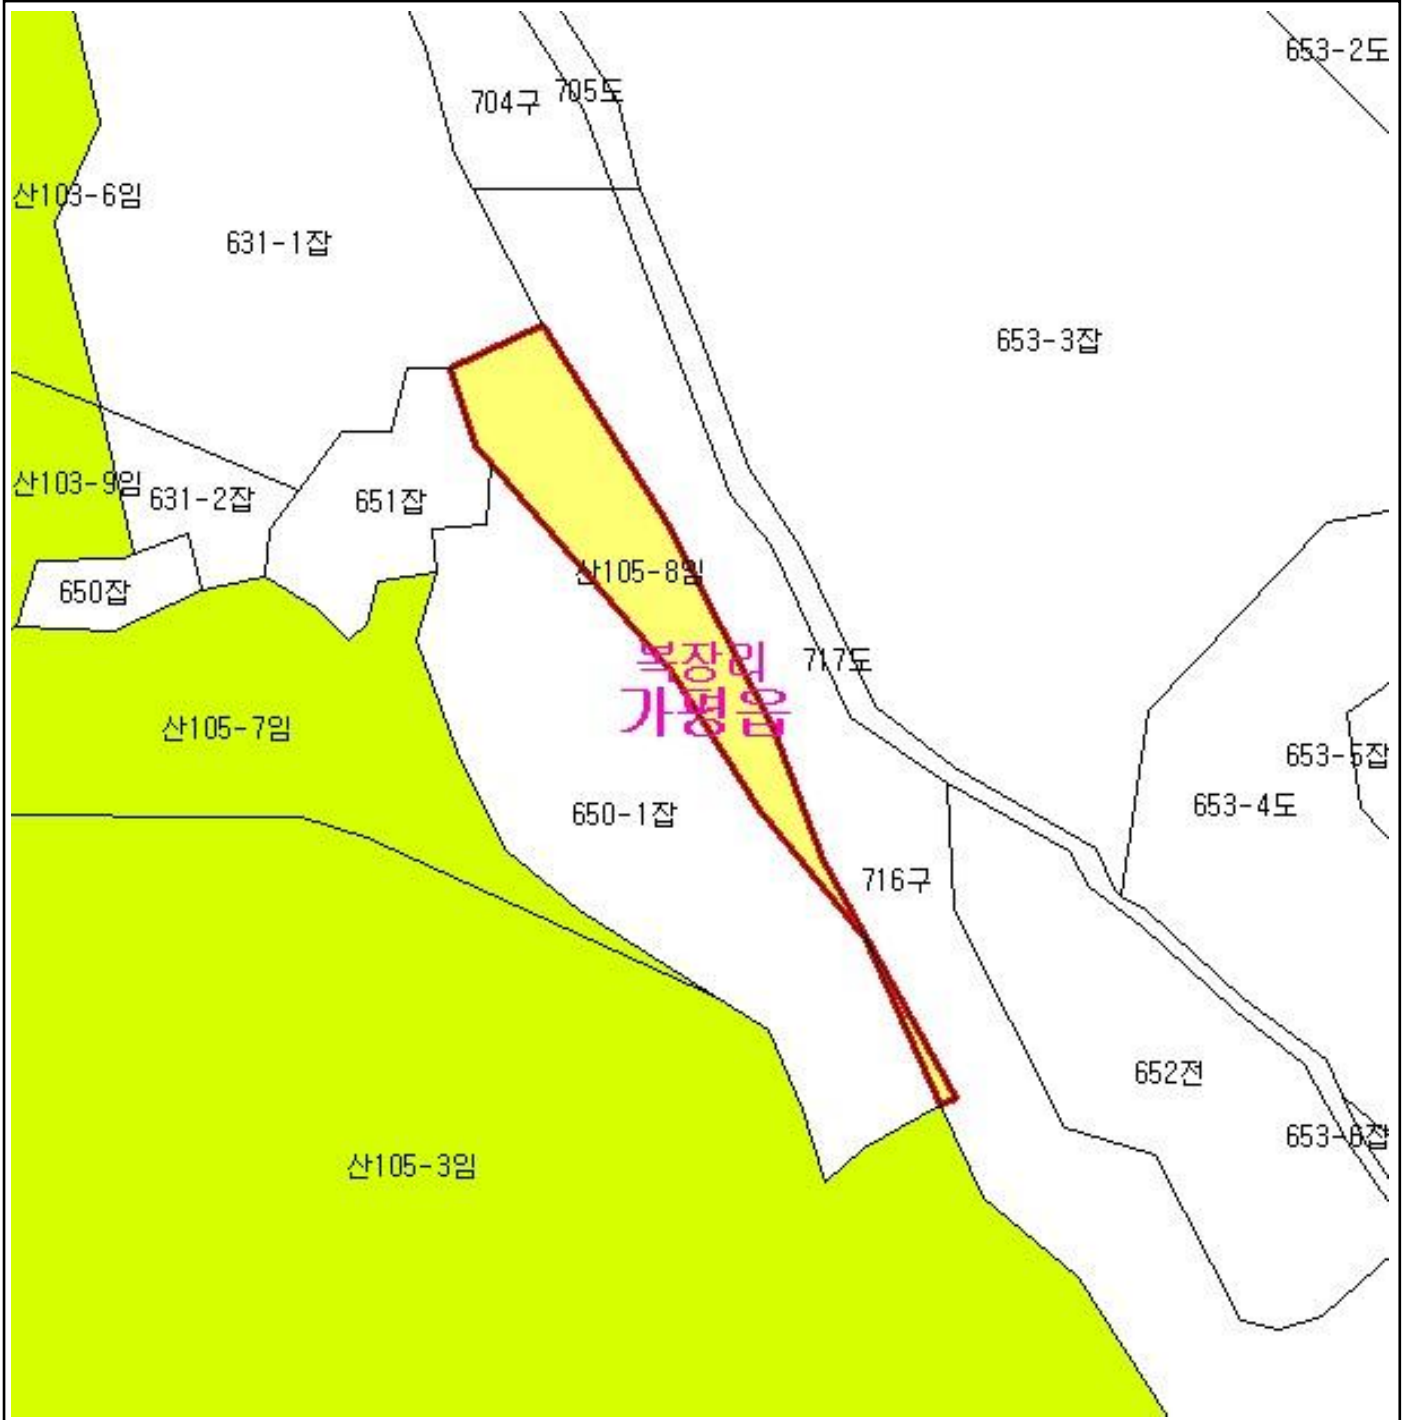 653-2도
704구
705도
산103-6임
631-1잡
653-3잡
산103-9임
631-2잡
651잡
650잡
산105-8임
복장리
717도
가평읍
산105-7임
653-5잡
653-4도
650-1잡
716구
652전
653-6잡
산105-3임